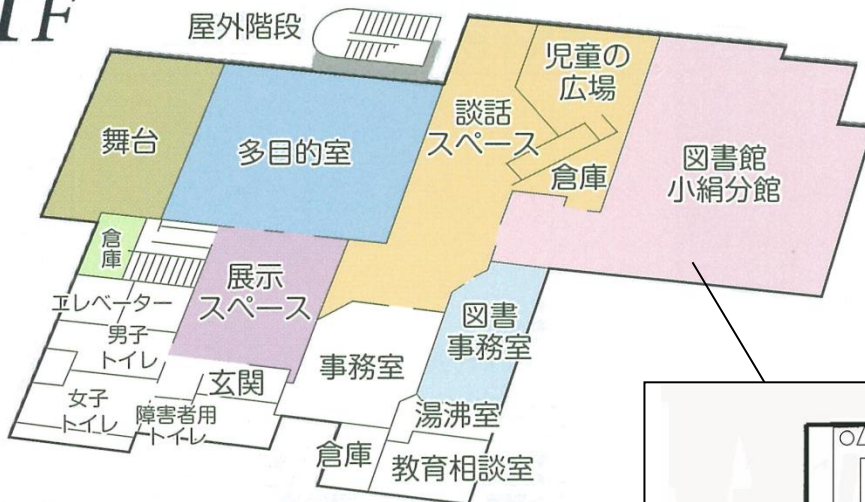 1F
屋外階段
児童の
広場
談話
スペース
舞台
多目的室
倉庫
図書館
小絹分館
倉庫
展示
スペース
エレベーター
男子
トイレ
図書
事務室
事務室
玄関
女子
トイレ
障害者用
トイレ
湯沸室
倉庫
教育相談室